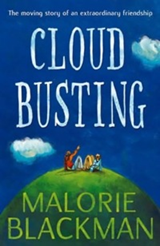 The moving story of an extraordinary friendship
CLOUD
BUSTING
MALORIE
BLACKMAN